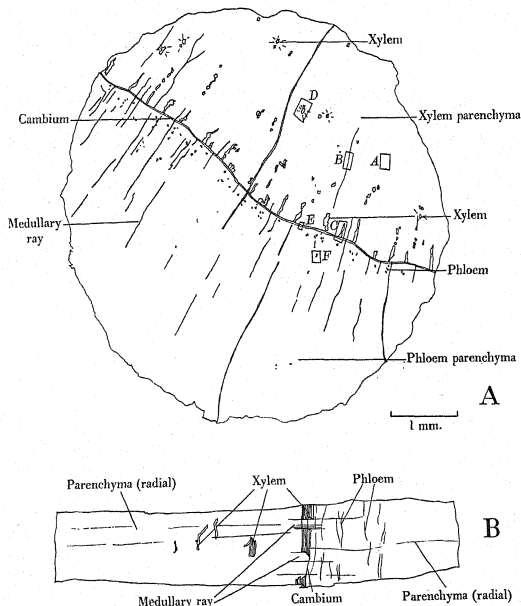 Xylem
D
Cambium
Xylem parenchyma
B
A
Medullary
ray
E
C
Xylem
F
Phloem
Phloem parenchyma
A
1 mm.
Parenchyma (radial)
Xylem
Phloem
B
Medullary ray
Cambium
Parenchyma (radial)